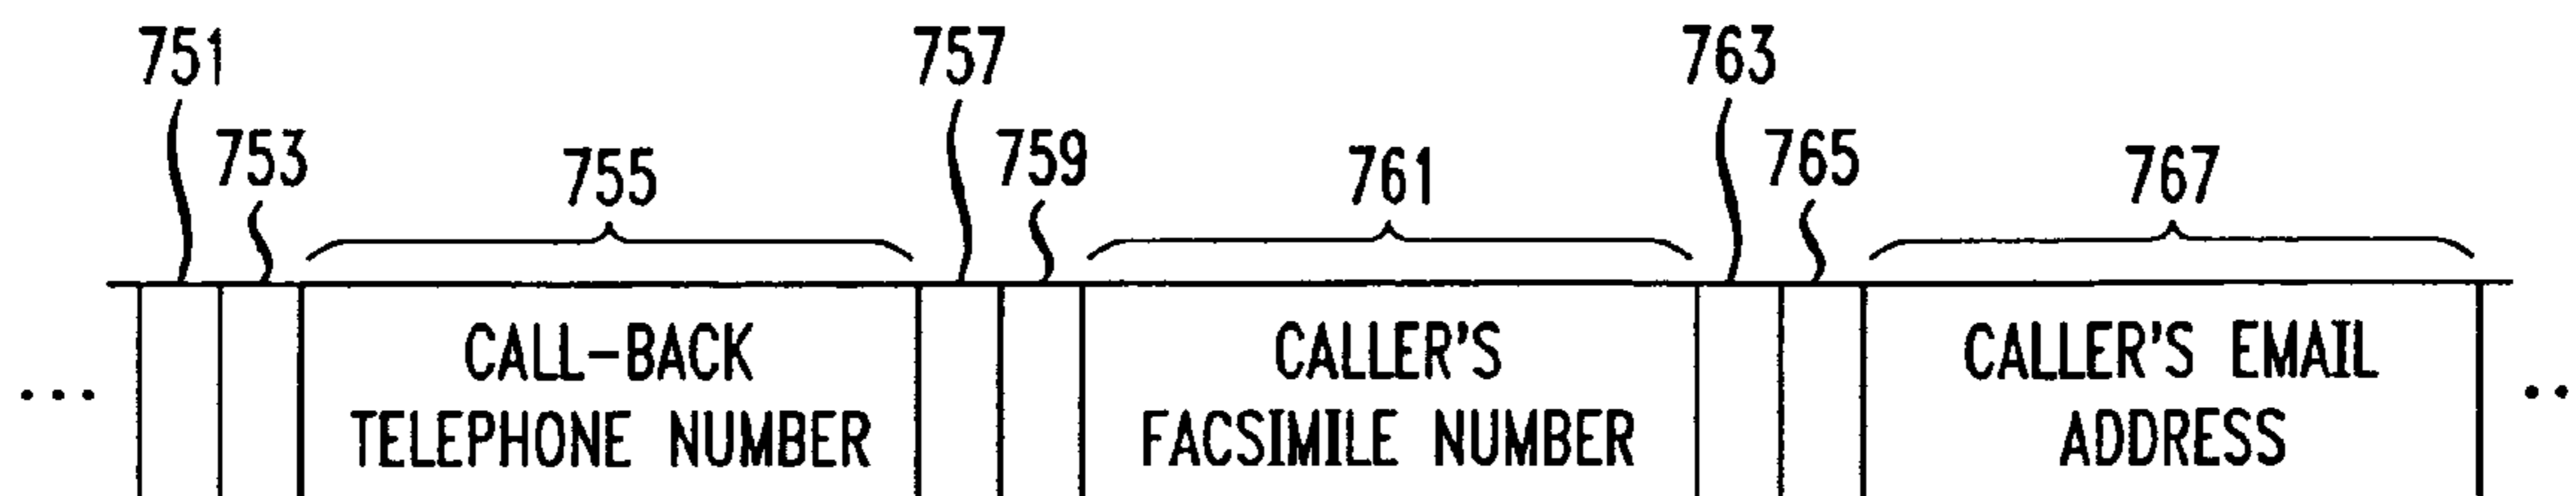 751 757 763
753 759 765
755 761 767
CALL-BACK CALLER'S CALLER'S EMAIL
... TELEPHONE NUMBER FACSIMILE NUMBER ADDRESS ..